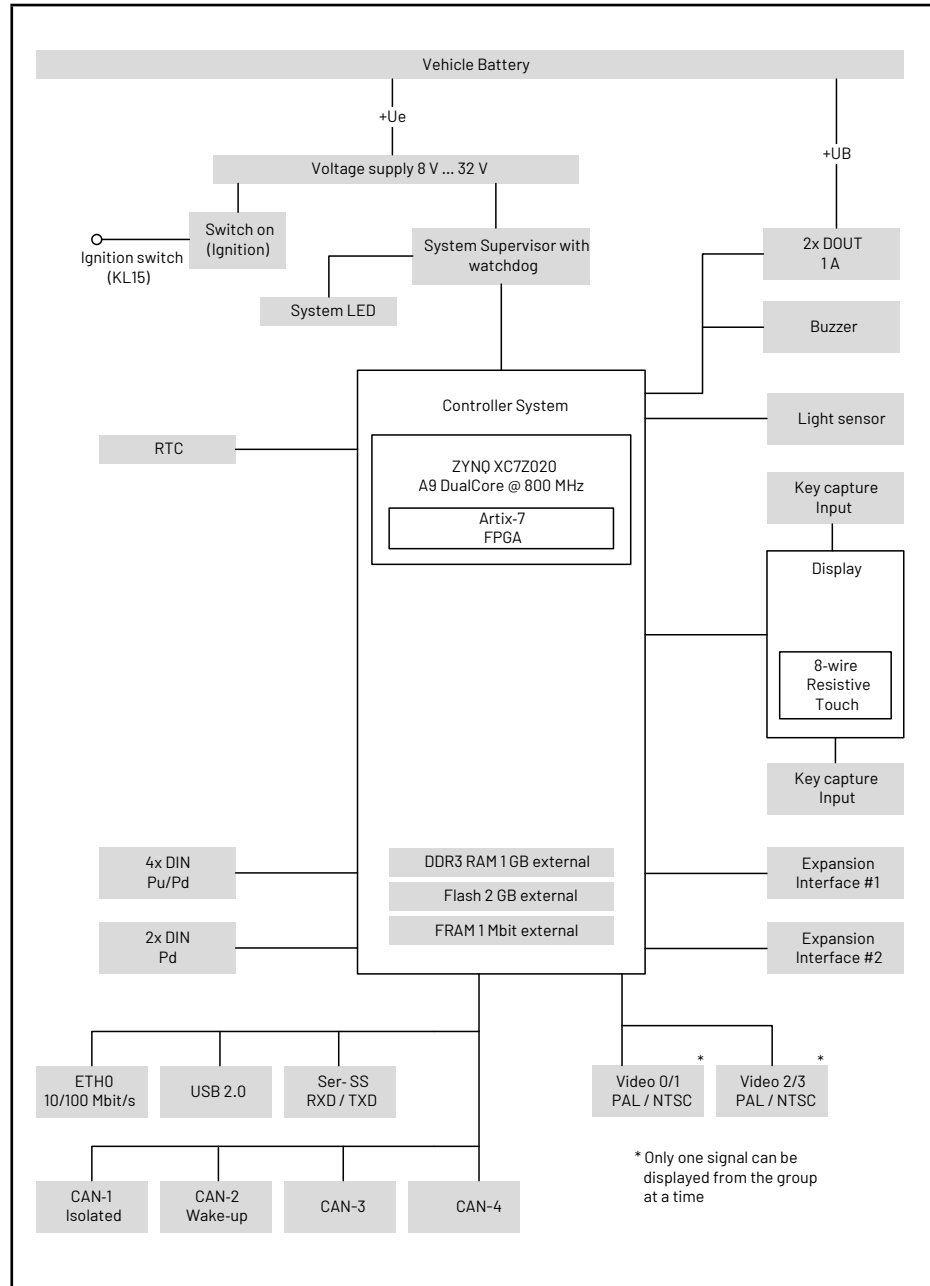 Vehicle Battery
+Ue
+UB
Voltage supply 8 V ... 32 V
Switch on
(Ignition)
Ignition switch
(KL15)
System Supervisor with
watchdog
2x DOUT
1 A
System LED
Buzzer
Controller System
Light sensor
RTC
ZYNQ XC7Z020
A9 DualCore @ 800 MHz
Artix-7
FPGA
Key capture
Input
Display
8-wire
Resistive
Touch
Key capture
Input
4x DIN
Pu/Pd
DDR3 RAM 1 GB external
Flash 2 GB external
FRAM 1 Mbit external
Expansion
Interface #1
2x DIN
Pd
Expansion
Interface #2
ETH0
10/100 Mbit/s
USB 2.0
Ser- SS
RXD / TXD
*
Video 0/1
PAL / NTSC
*
Video 2/3
PAL / NTSC
* Only one signal can be
displayed from the group
at a time
CAN-1
Isolated
CAN-2
Wake-up
CAN-3
CAN-4